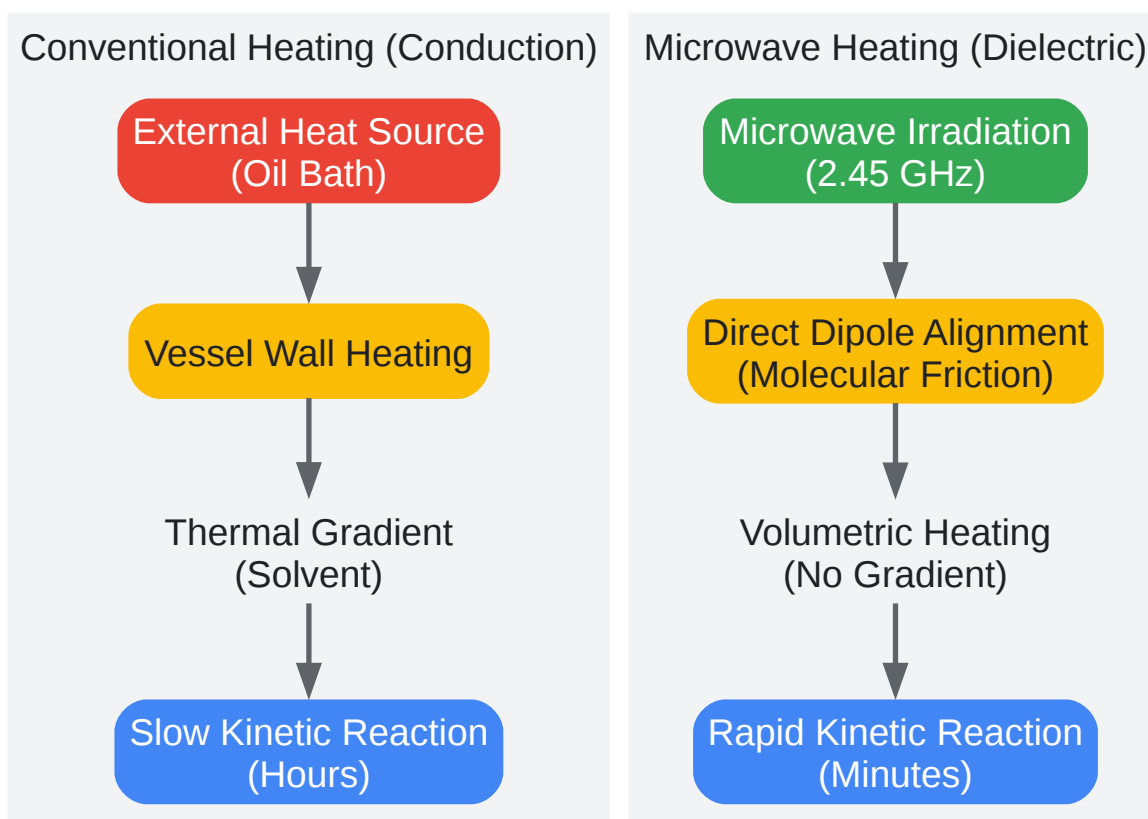 Conventional Heating (Conduction)
External Heat Source
(Oil Bath)
Vessel Wall Heating
Thermal Gradient
(Solvent)
Slow Kinetic Reaction
(Hours)
Microwave Heating (Dielectric)
Microwave Irradiation
(2.45 GHz)
Direct Dipole Alignment
(Molecular Friction)
Volumetric Heating
(No Gradient)
Rapid Kinetic Reaction
(Minutes)